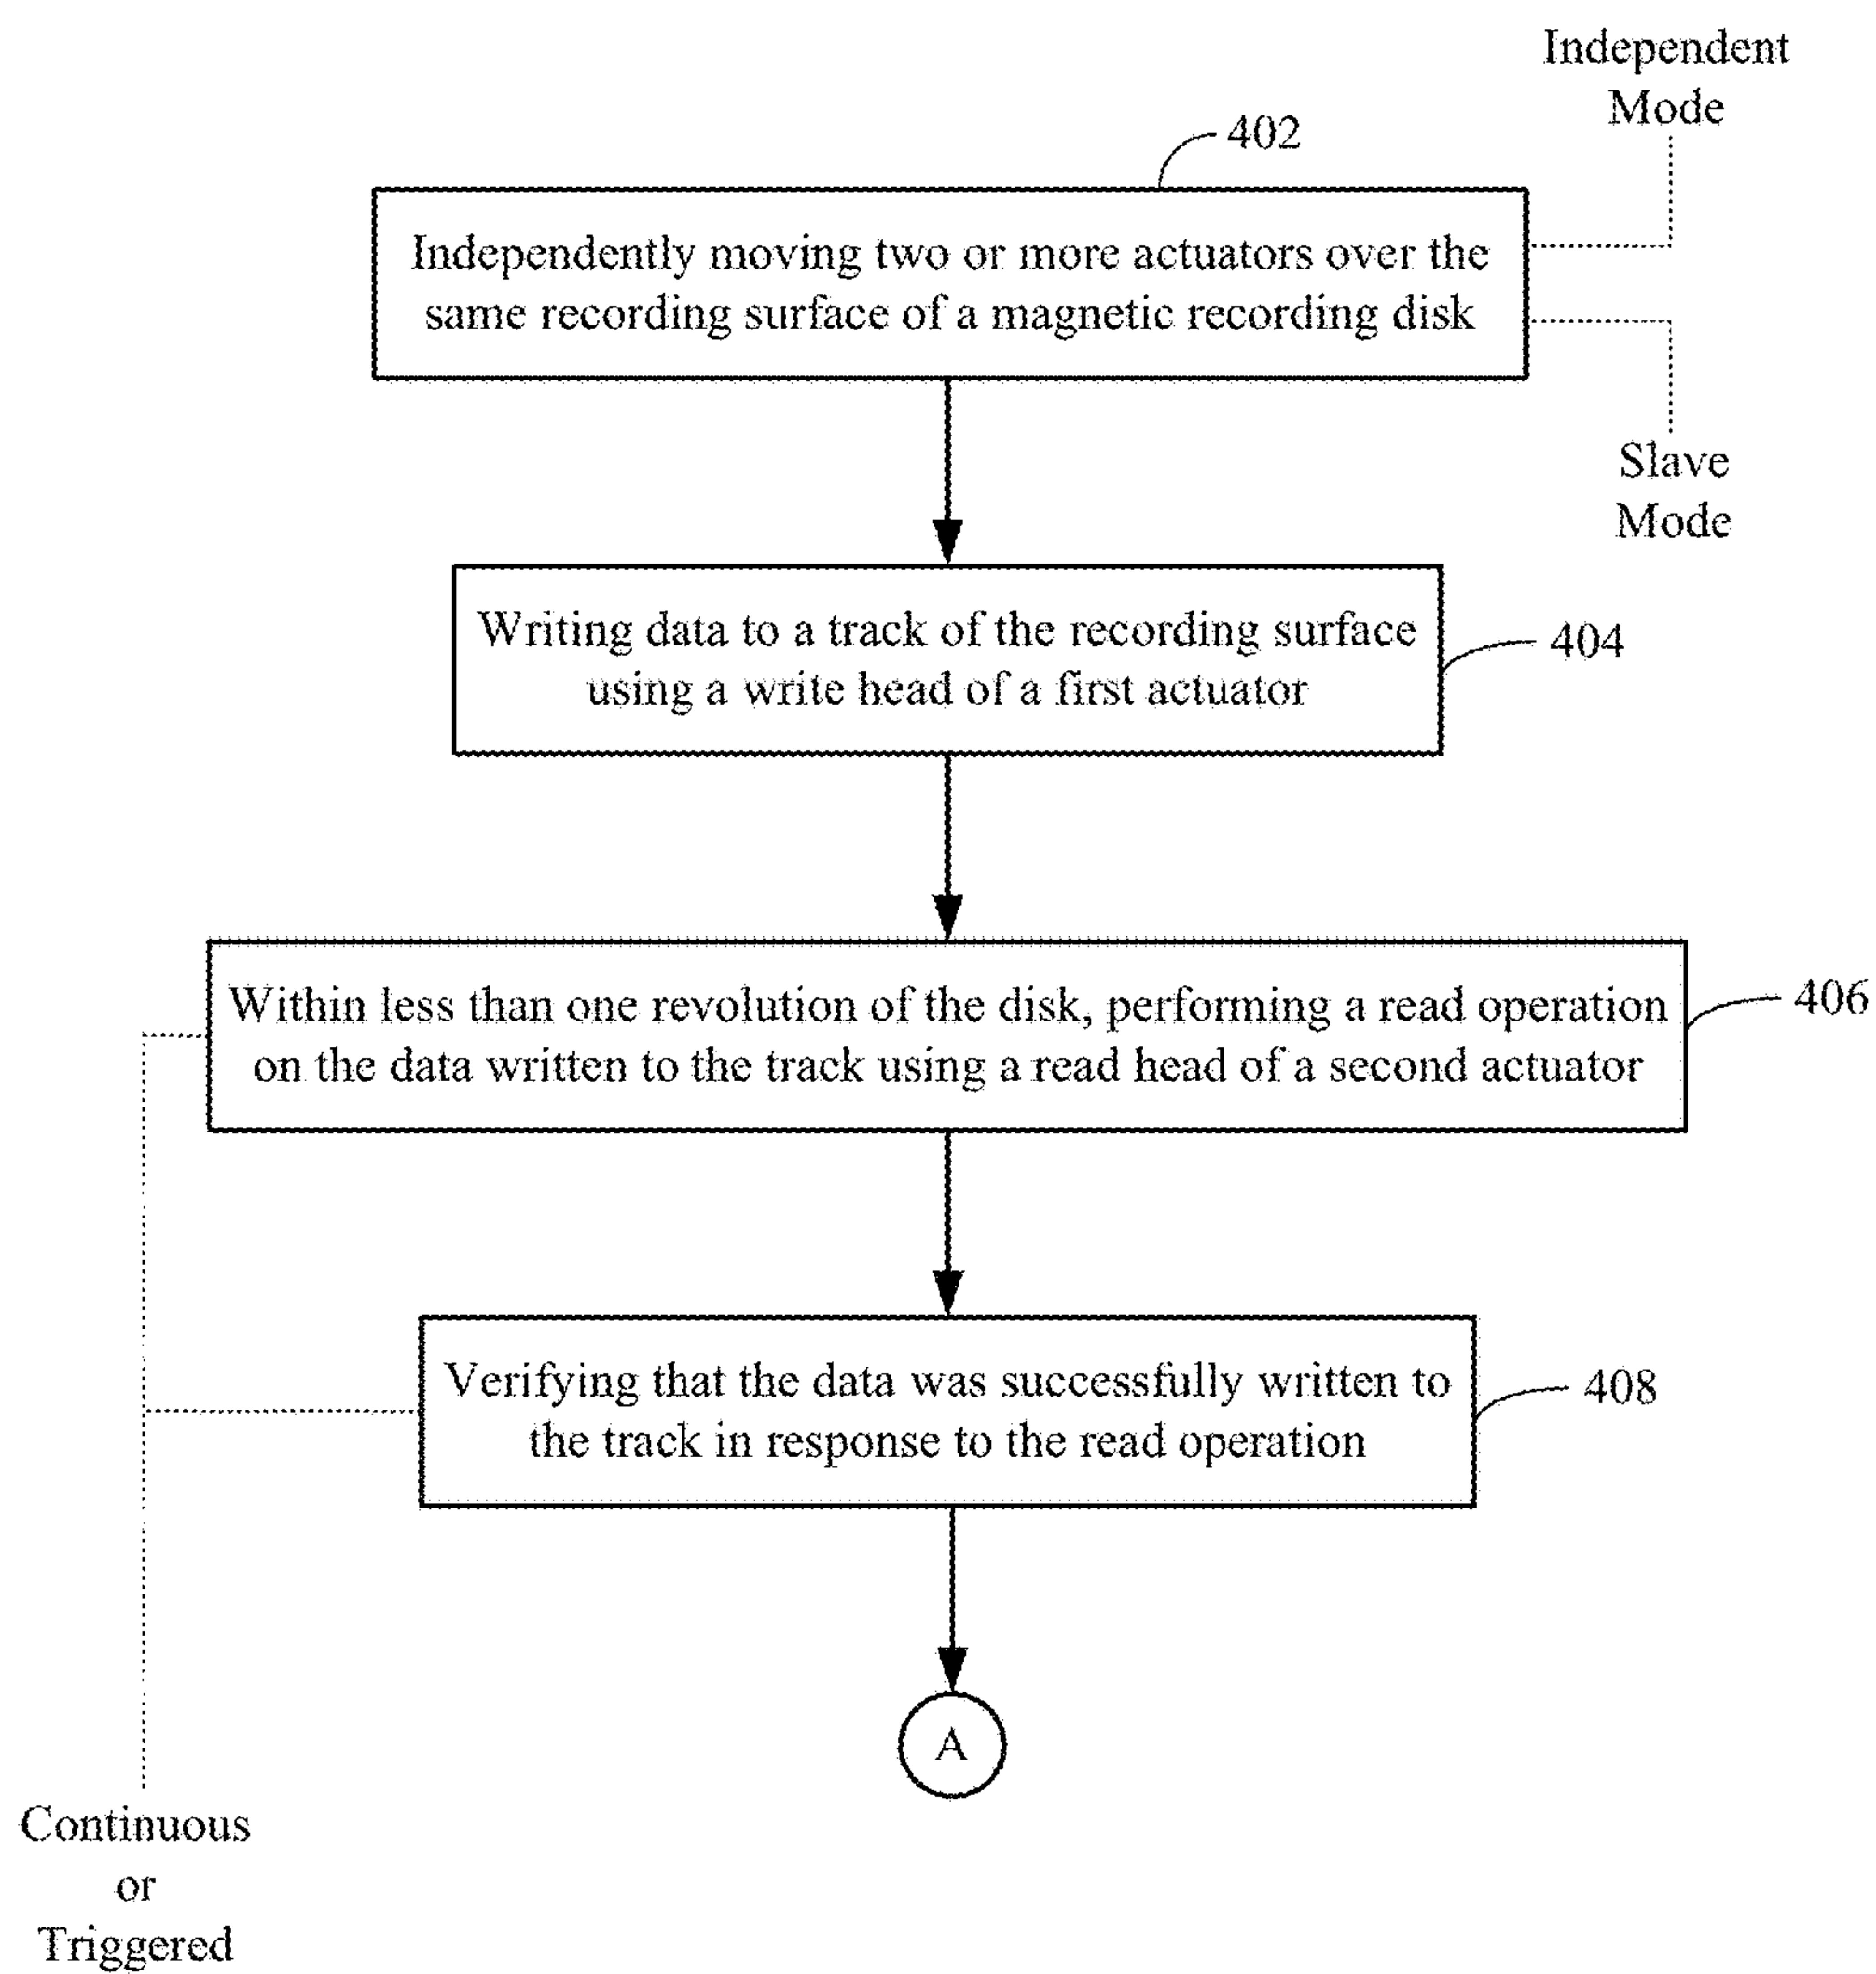 Independent
Mode
402
Independently moving two or more actuators over the
same recording surface of a magnetic recording disk
Slave
Mode
Writing data to a track of the recording surface
using a write head of a first actuator
404
Within less than one revolution of the disk, performing a read operation
on the data written to the track using a read head of a second actuator
406
Verifying that the data was successfully written to
the track in response to the read operation
408
A
Continuous
or
Triggered